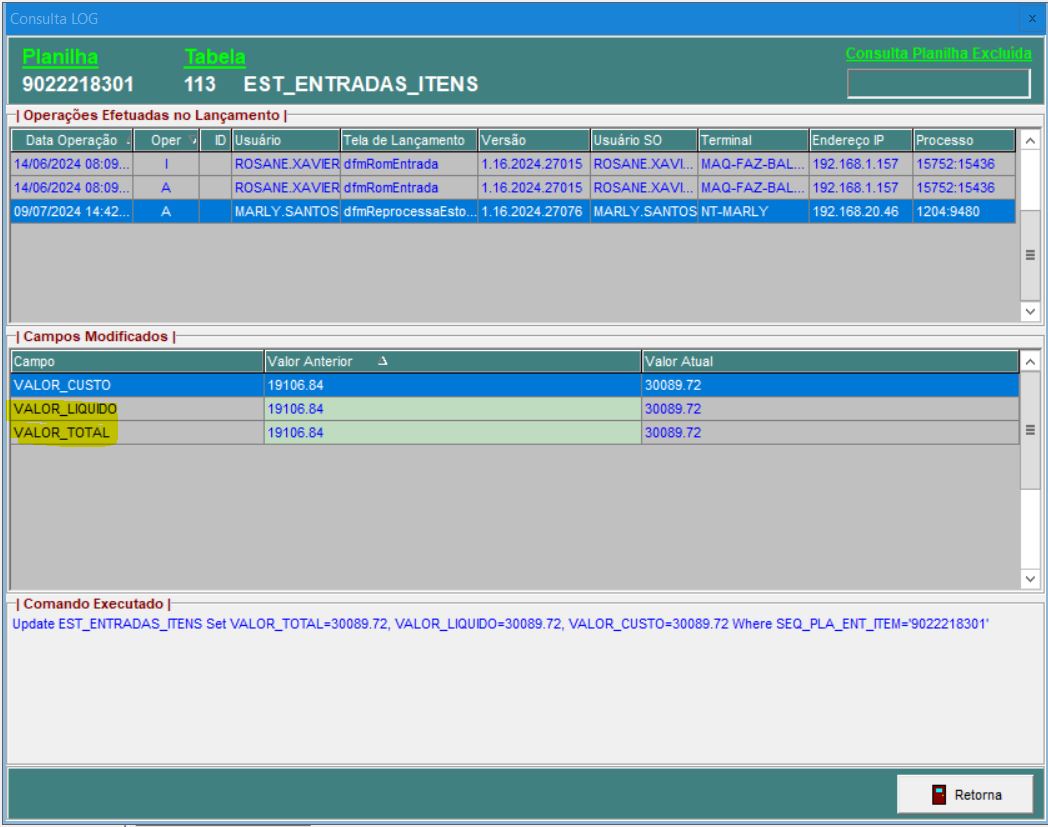 Consulta LOG
x
Planilha Tabela Consulta Planilha Excluída
9022218301 113 EST_ENTRADAS_ITENS
| Operações Efetuadas no Lançamento |
Data Operação Oper ID Usuário Tela de Lançamento Versão Usuário SO Terminal Endereço IP Processo
14/06/2024 08:09... I ROSANE.XAVIER dfmRomEntrada 1.16.2024.27015 ROSANE.XAVI... MAQ-FAZ-BAL... 192.168.1.157 15752:15436
14/06/2024 08:09... A ROSANE.XAVIER dfmRomEntrada 1.16.2024.27015 ROSANE.XAVI... MAQ-FAZ-BAL... 192.168.1.157 15752:15436
09/07/2024 14:42... A MARLY.SANTOS dfmReprocessaEsto... 1.16.2024.27076 MARLY.SANTOS NT-MARLY 192.168.20.46 1204:9480
| Campos Modificados |
Campo Valor Anterior Valor Atual
VALOR_CUSTO 19106.84 30089.72
VALOR_LIQUIDO 19106.84 30089.72
VALOR_TOTAL 19106.84 30089.72
| Comando Executado |
Update EST_ENTRADAS_ITENS Set VALOR_TOTAL=30089.72, VALOR_LIQUIDO=30089.72, VALOR_CUSTO=30089.72 Where SEQ_PLA_ENT_ITEM='9022218301'
Retorna